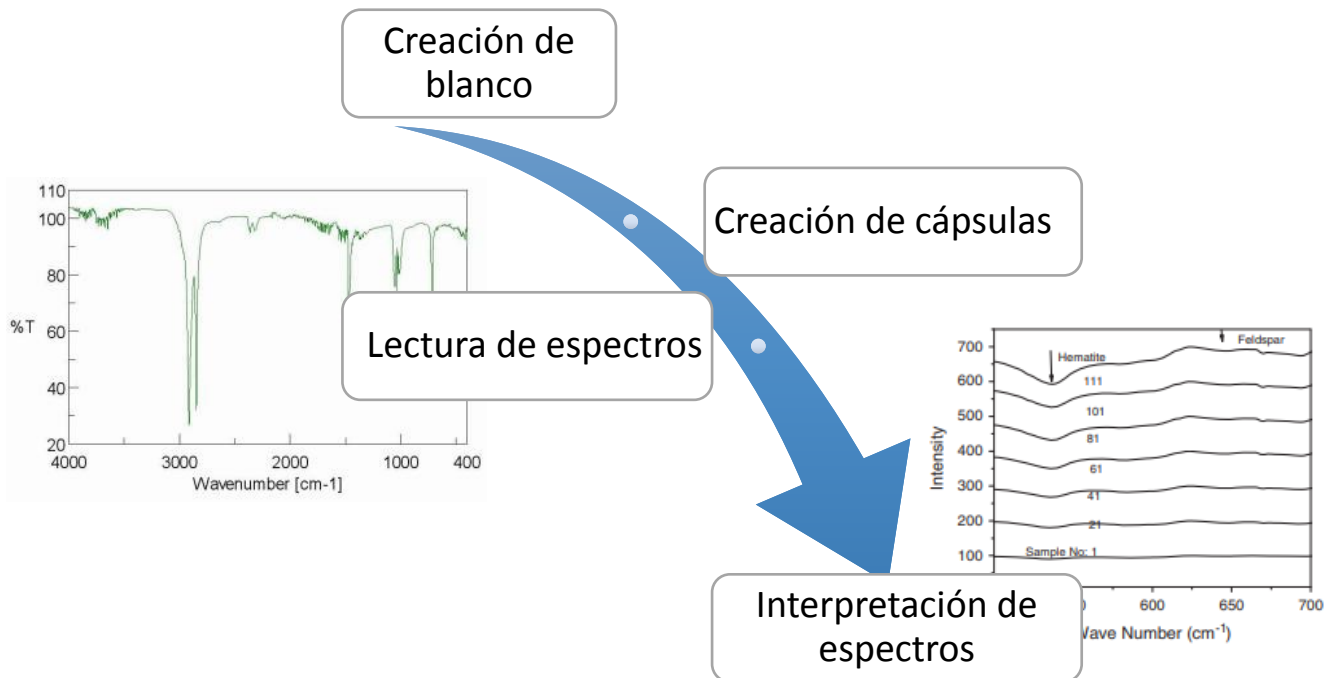 Creación de
blanco
Creación de cápsulas
Lectura de espectros
Interpretación de
espectros
110
100
80
%T
60
40
20
4000
3000
2000
1000
400
Wavenumber [cm-1]
700
600
500
400
300
200
100
Intensity
Hematite
Feldspar
111
101
81
61
41
21
Sample No: 1
600
650
700
Wave Number (cm⁻¹)